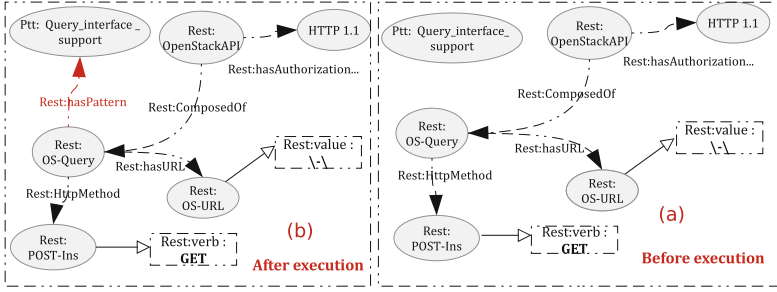 Ptt: Query_interface_
support
Rest:
OpenStackAPI
HTTP 1.1
Rest:hasAuthorization...
Rest:hasPattern
Rest:ComposedOf
Rest:
OS-Query
Rest:hasURL
Rest:value :
\-\
Rest:HttpMethod
Rest:
OS-URL
Rest:
POST-Ins
Rest:verb :
GET
(b)
After execution
Ptt: Query_interface_
support
Rest:
OpenStackAPI
HTTP 1.1
Rest:hasAuthorization...
Rest:ComposedOf
Rest:
OS-Query
Rest:hasURL
Rest:value :
\-\
Rest:HttpMethod
Rest:
OS-URL
Rest:
POST-Ins
Rest:verb :
GET
(a)
Before execution